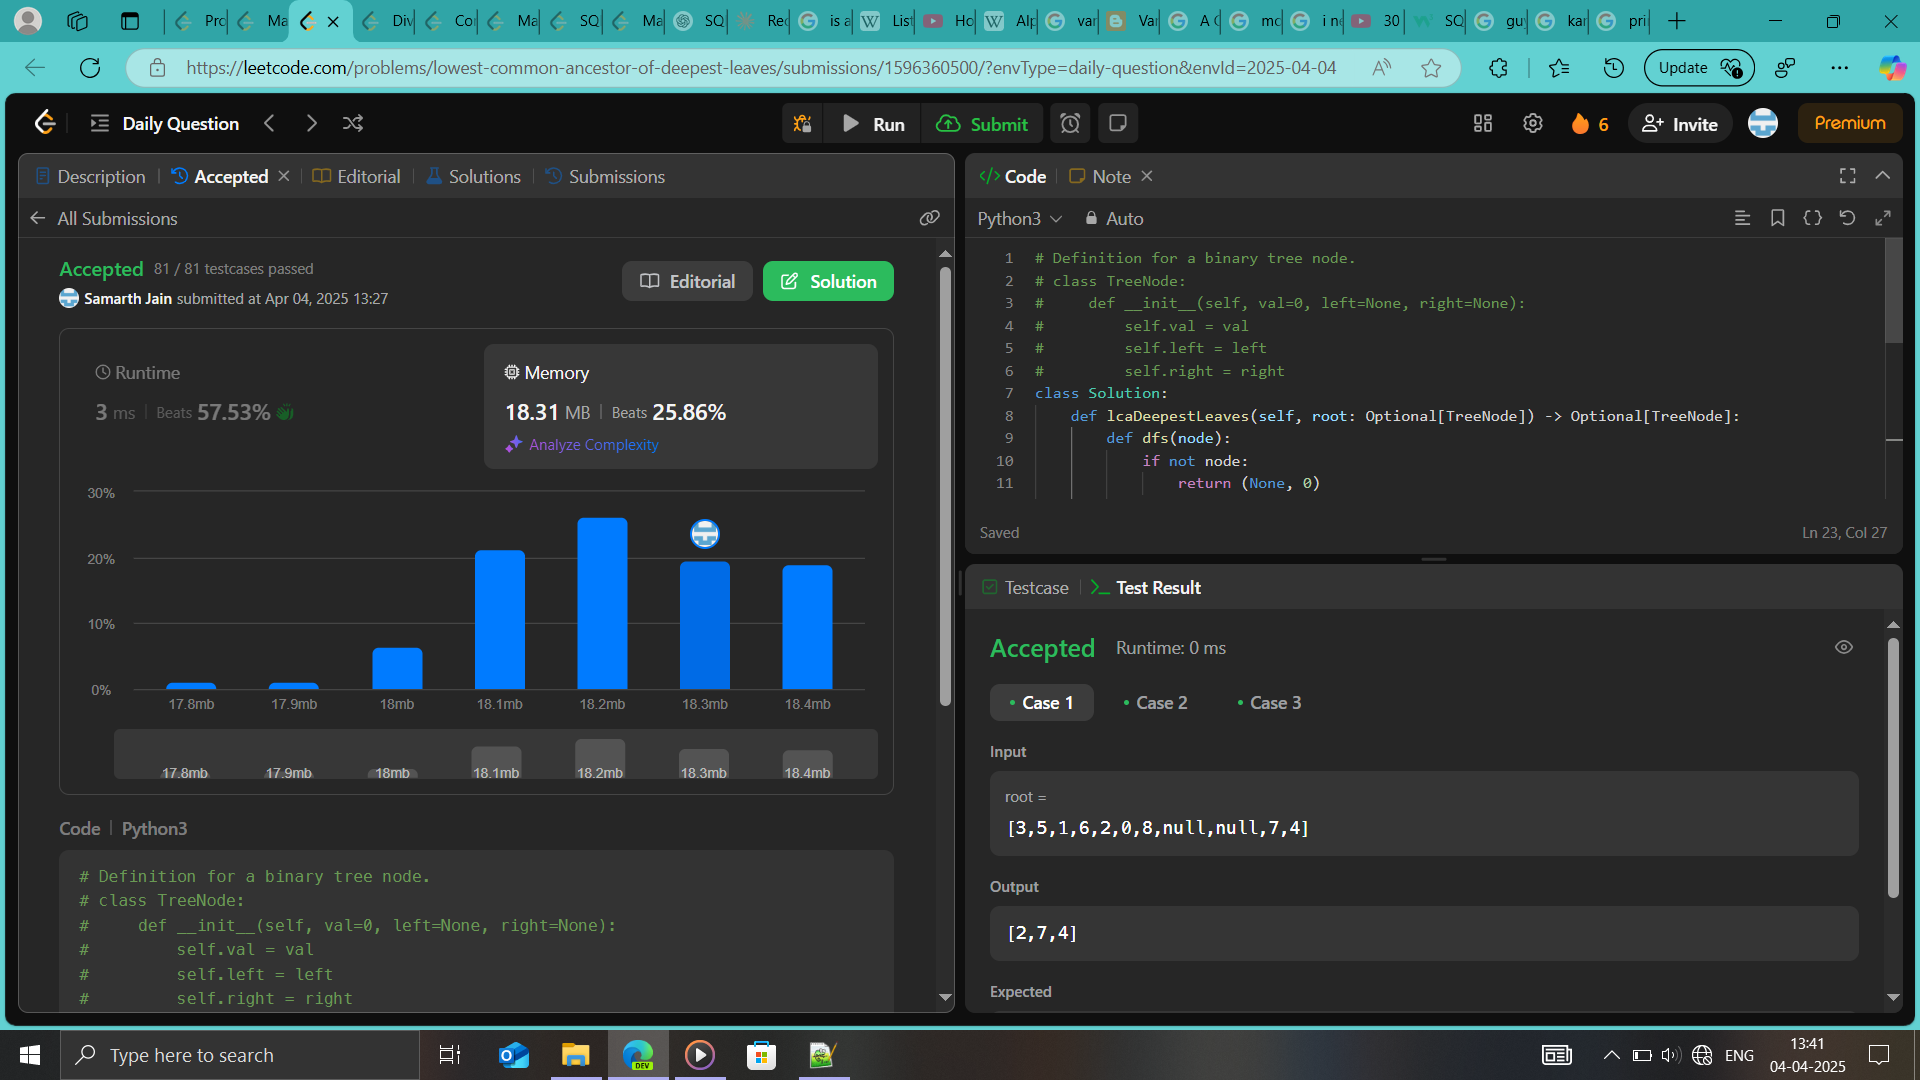 Pro
Ma
Div
Cor
Ma
SQ
Ma
SQ
Rec
is a
List
Ho
Alp
var
Var
A C
mc
i ne
30
SQ
guy
kar
pri
https://leetcode.com/problems/lowest-common-ancestor-of-deepest-leaves/submissions/1596360500/?envType=daily-question&envId=2025-04-04
Update
Daily Question
Run
Submit
6
Invite
Premium
Description
Accepted
Editorial
Solutions
Submissions
All Submissions
Accepted 81 / 81 testcases passed
Samarth Jain submitted at Apr 04, 2025 13:27
Editorial
Solution
Runtime
3 ms | Beats 57.53%
Memory
18.31 MB | Beats 25.86%
Analyze Complexity
30%
20%
10%
0%
17.8mb 17.9mb 18mb 18.1mb 18.2mb 18.3mb 18.4mb
17.8mb 17.9mb 18mb 18.1mb 18.2mb 18.3mb 18.4mb
Code | Python3
# Definition for a binary tree node.
# class TreeNode:
#     def __init__(self, val=0, left=None, right=None):
#         self.val = val
#         self.left = left
#         self.right = right
</> Code
Note
Python3
Auto
1 # Definition for a binary tree node.
2 # class TreeNode:
3 #     def __init__(self, val=0, left=None, right=None):
4 #         self.val = val
5 #         self.left = left
6 #         self.right = right
7 class Solution:
8     def lcaDeepestLeaves(self, root: Optional[TreeNode]) -> Optional[TreeNode]:
9         def dfs(node):
10             if not node:
11                 return (None, 0)
Saved
Ln 23, Col 27
Testcase
Test Result
Accepted Runtime: 0 ms
Case 1
Case 2
Case 3
Input
root =
[3,5,1,6,2,0,8,null,null,7,4]
Output
[2,7,4]
Expected
Type here to search
DEV
ENG
13:41
04-04-2025